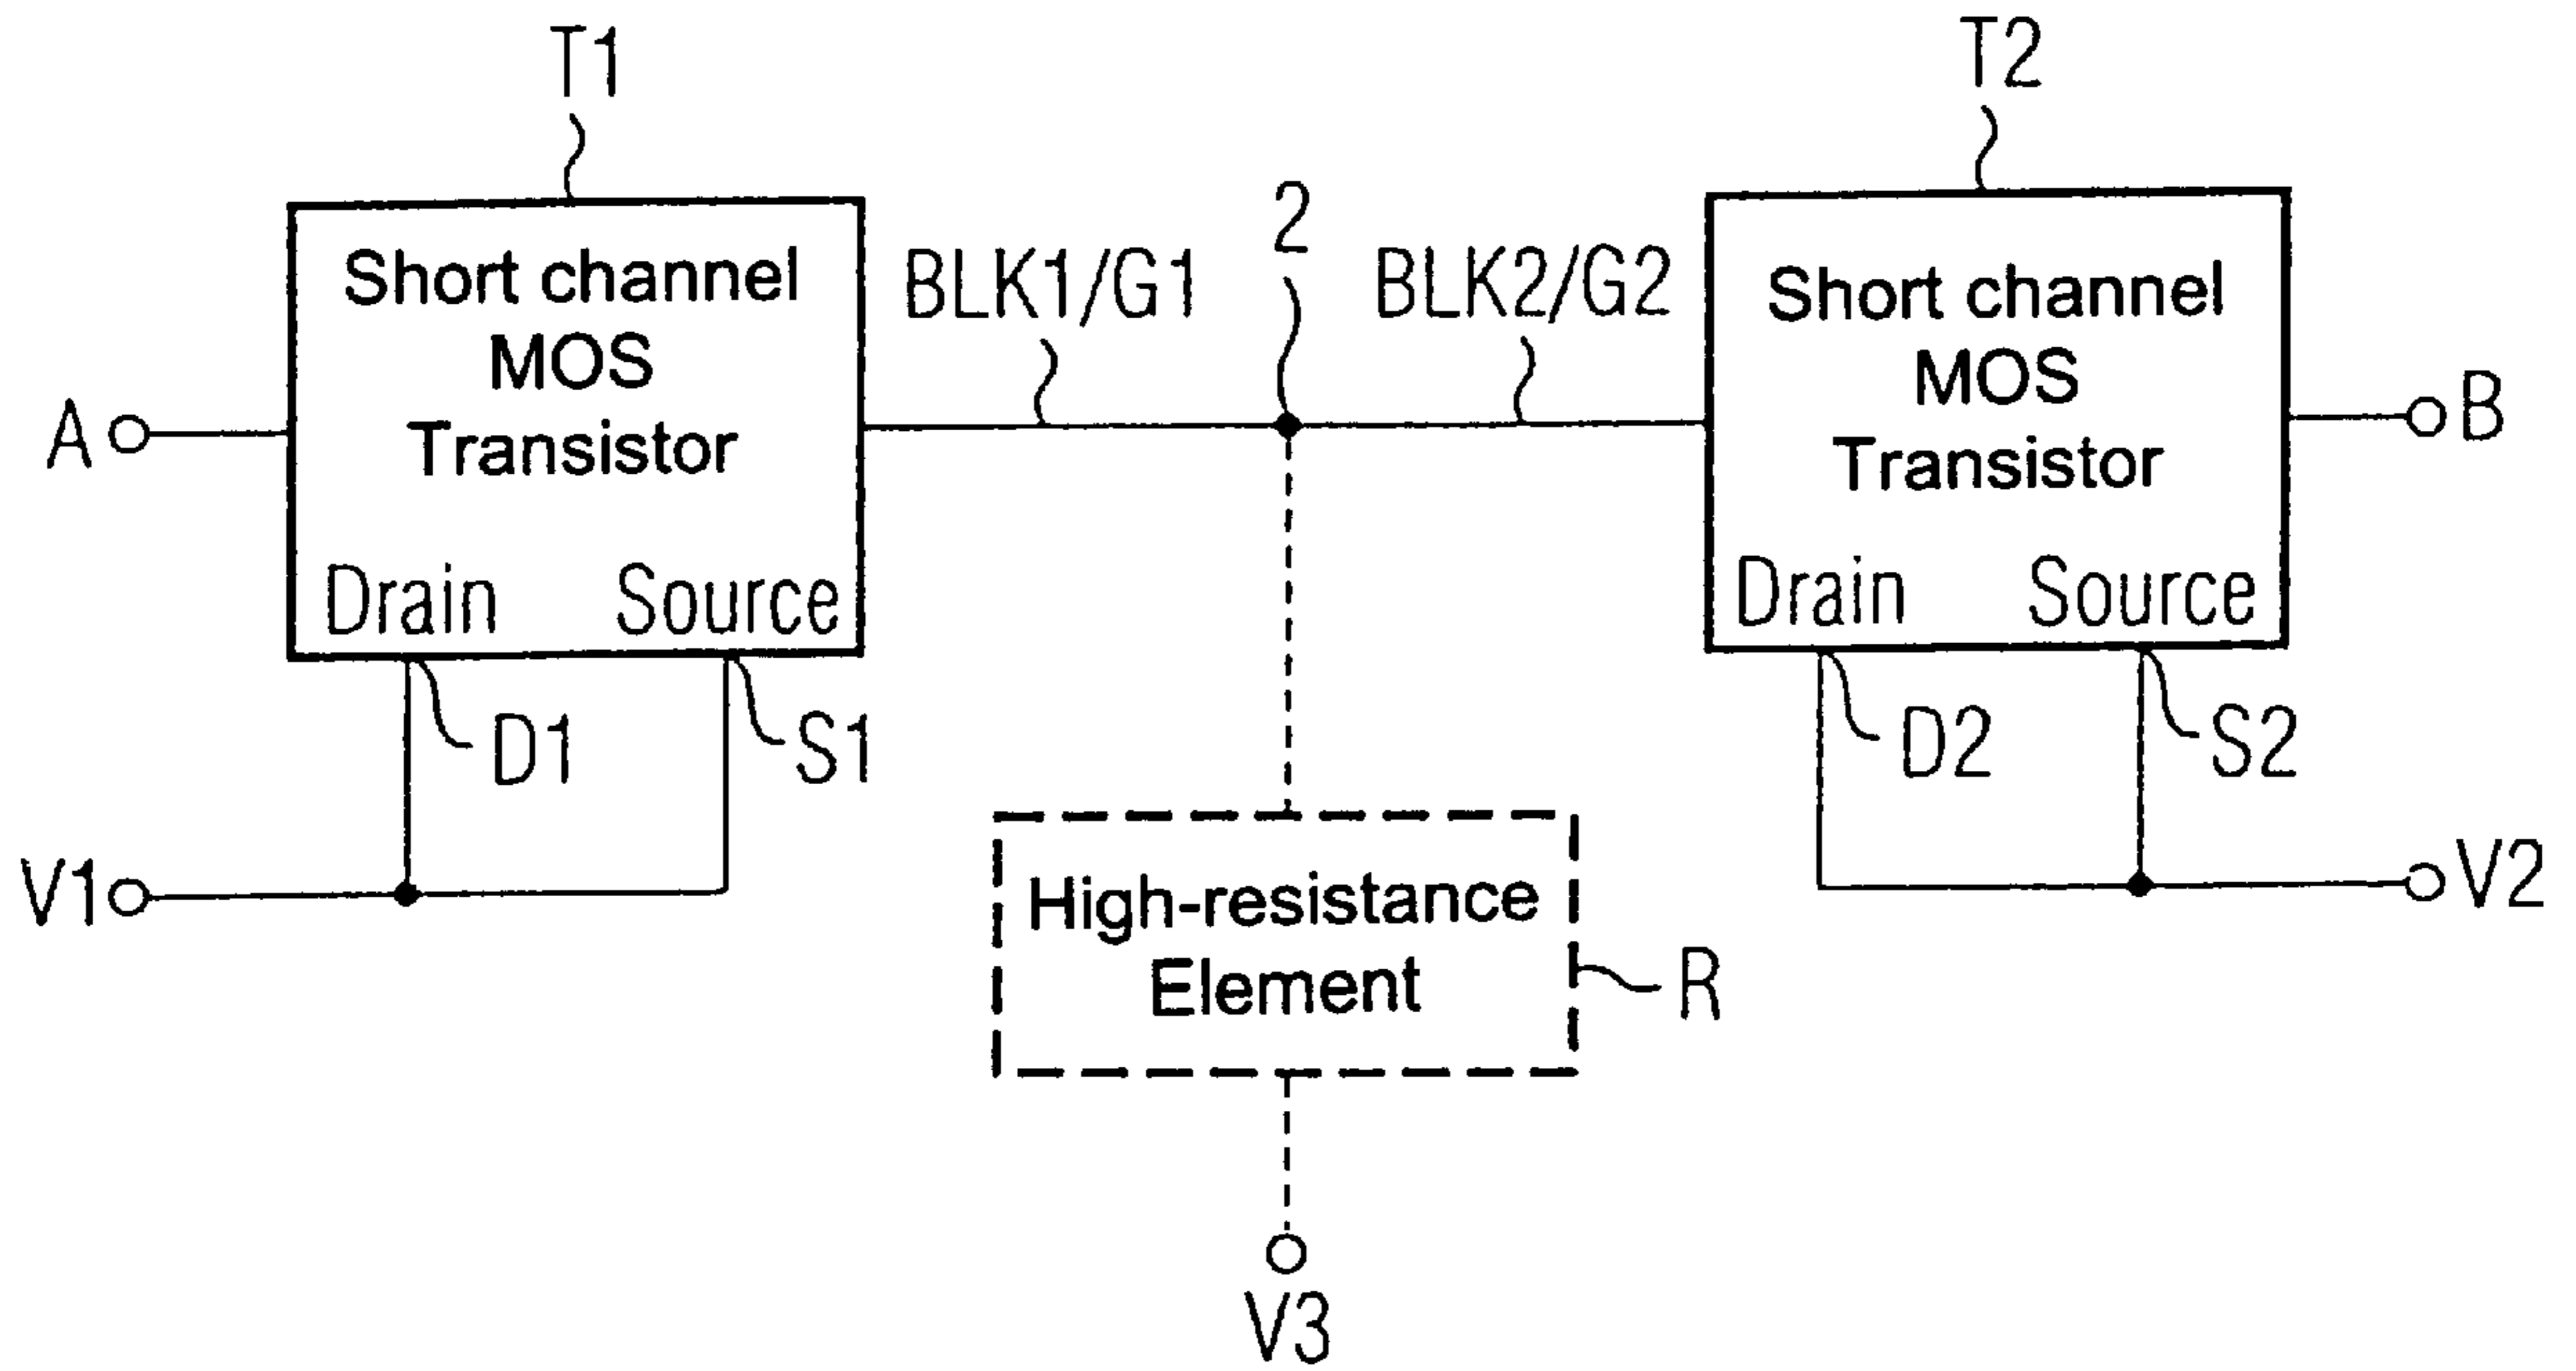 T1
T2
2
BLK1/G1
BLK2/G2
Short channel
MOS
Transistor
Short channel
MOS
Transistor
A
B
Drain Source
Drain Source
D1
S1
D2
S2
V1
V2
High-resistance
Element
R
V3